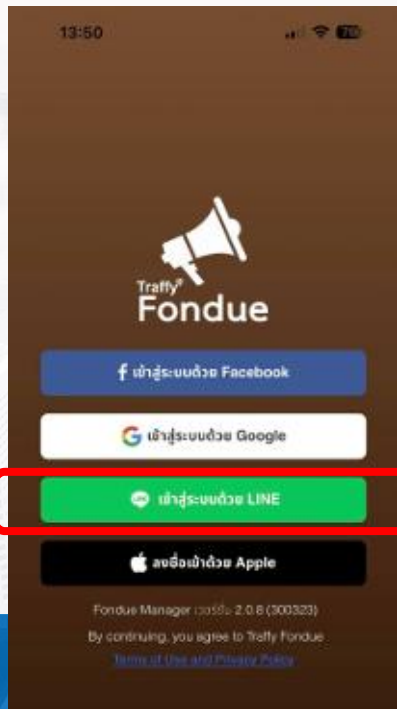 13:50
70
Traffy®
Fondue
f เข้าสู่ระบบด้วย Facebook
G เข้าสู่ระบบด้วย Google
LINE เข้าสู่ระบบด้วย LINE
ลงชื่อเข้าด้วย Apple
Fondue Manager เวอร์ชัน 2.0.8 (300323)
By continuing, you agree to Traffy Fondue
Terms of Use and Privacy Policy